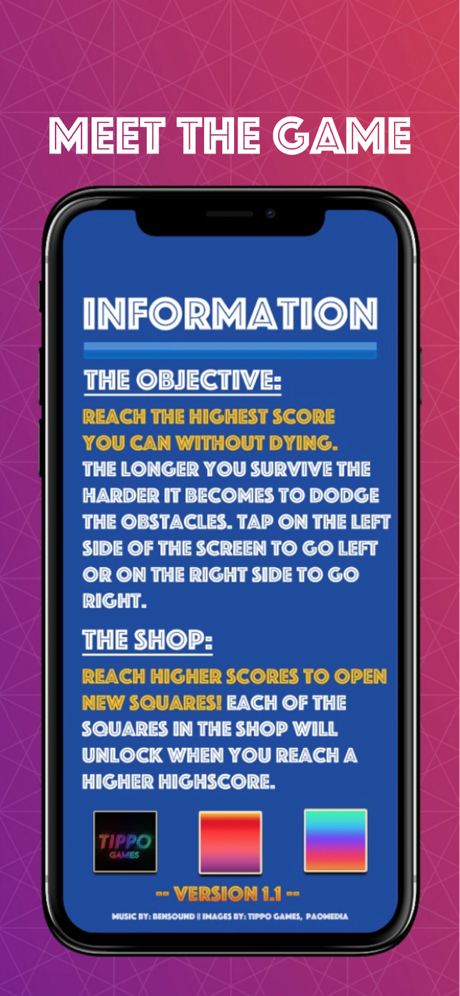 MEET THE GAME
INFORMATION
THE OBJECTIVE:
REACH THE HIGHEST SCORE
YOU CAN WITHOUT DYING.
THE LONGER YOU SURVIVE THE
HARDER IT BECOMES TO DODGE
THE OBSTACLES. TAP ON THE LEFT
SIDE OF THE SCREEN TO GO LEFT
OR ON THE RIGHT SIDE TO GO
RIGHT.
THE SHOP:
REACH HIGHER SCORES TO OPEN
NEW SQUARES! EACH OF THE
SQUARES IN THE SHOP WILL
UNLOCK WHEN YOU REACH A
HIGHER HIGHSCORE.
TIPPO
GAMES
-- VERSION 1.1 --
MUSIC BY: BENSOUND || IMAGES BY: TIPPO GAMES, PAOMEDIA